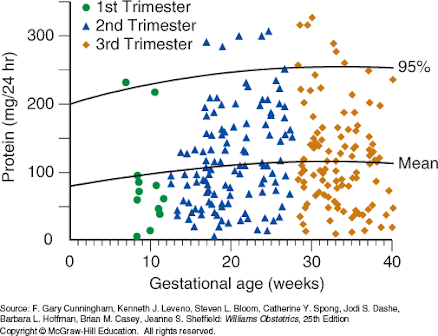 1st Trimester
2nd Trimester
3rd Trimester
300
200
100
0
Protein (mg/24 hr)
95%
Mean
0 10 20 30 40
Gestational age (weeks)
Source: F. Gary Cunningham, Kenneth J. Leveno, Steven L. Bloom, Catherine Y. Spong, Jodi S. Dashe,
Barbara L. Hoffman, Brian M. Casey, Jeanne S. Sheffield: Williams Obstetrics, 25th Edition
Copyright © McGraw-Hill Education. All rights reserved.